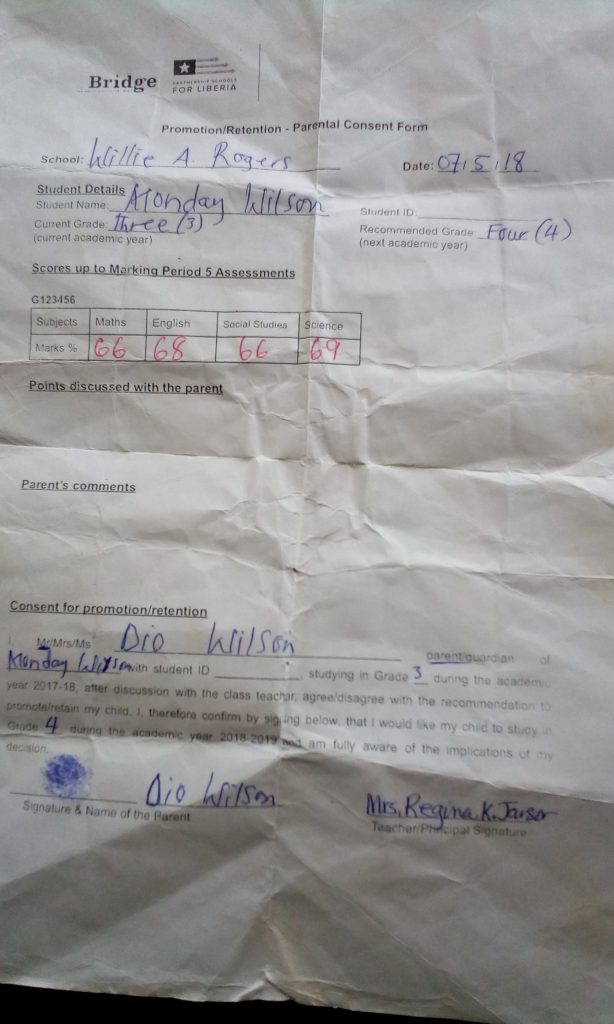 Bridge
PARTNERSHIP SCHOOLS
FOR LIBERIA
Promotion/Retention - Parental Consent Form
School: Willie A. Rogers Date: 07/5/18
Student Details
Student Name: Monday Wilson Student ID:
Current Grade: Three (3) Recommended Grade: Four (4)
(current academic year) (next academic year)
Scores up to Marking Period 5 Assessments
G123456
Subjects Maths English Social Studies Science
Marks % 66 68 66 69
Points discussed with the parent
Parent's comments
Consent for promotion/retention
I, Mr/Mrs/Ms Dio Wilson parent/guardian of
Monday Wilson with student ID , studying in Grade 3 during the academic
year 2017-18, after discussion with the class teacher, agree/disagree with the recommendation to
promote/retain my child. I, therefore confirm by signing below, that I would like my child to study in
Grade 4 during the academic year 2018-2019 and am fully aware of the implications of my
decision.
Dio Wilson Mrs. Regina K.
Signature & Name of the Parent Teacher/Principal Signature